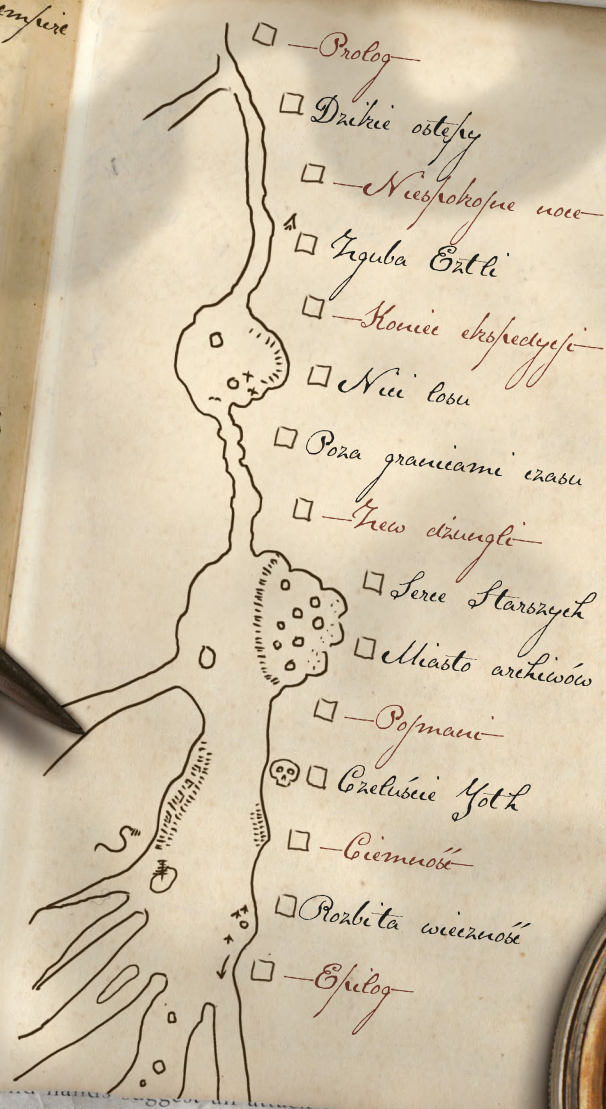 empire
—Prolog—
Dzikie ostępy
—Niespokojne noce—
Zguba Eztli
—Koniec ekspedycji—
Nici losu
Poza granicami czasu
—Zew dżungli—
Serce Starszych
Miasto archiwów
—Pojmani—
Czeluście Yoth
—Ciemność—
Rozbita wieczność
—Epilog—